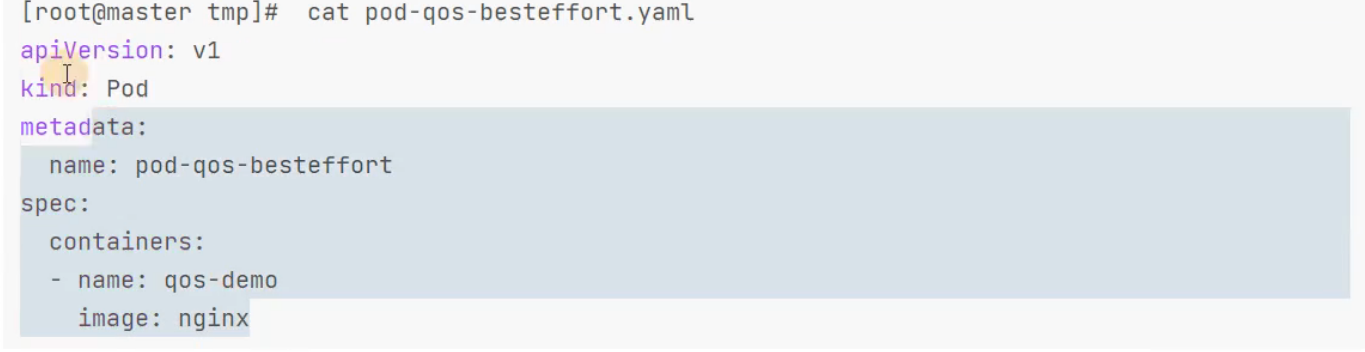 [root@master tmp]#  cat pod-qos-besteffort.yaml
apiVersion: v1
kind: Pod
metadata:
  name: pod-qos-besteffort
spec:
  containers:
  - name: qos-demo
    image: nginx